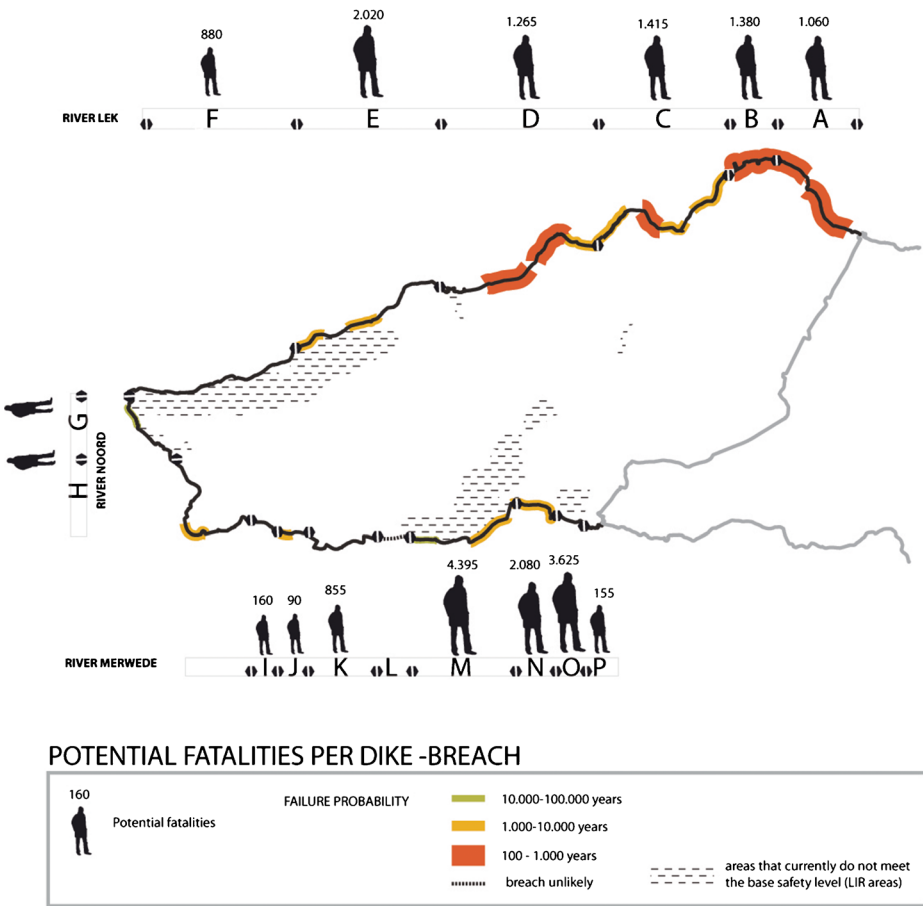 880 2.020 1.265 1.415 1.380 1.060
RIVER LEK F E D C B A
G
H
RIVER NOORD
160 90 855 4.395 2.080 3.625 155
RIVER MERWEDE I J K L M N O P
POTENTIAL FATALITIES PER DIKE -BREACH
160
Potential fatalities
FAILURE PROBABILITY
10.000-100.000 years
1.000-10.000 years
100 - 1.000 years
breach unlikely
areas that currently do not meet
the base safety level (LIR areas)